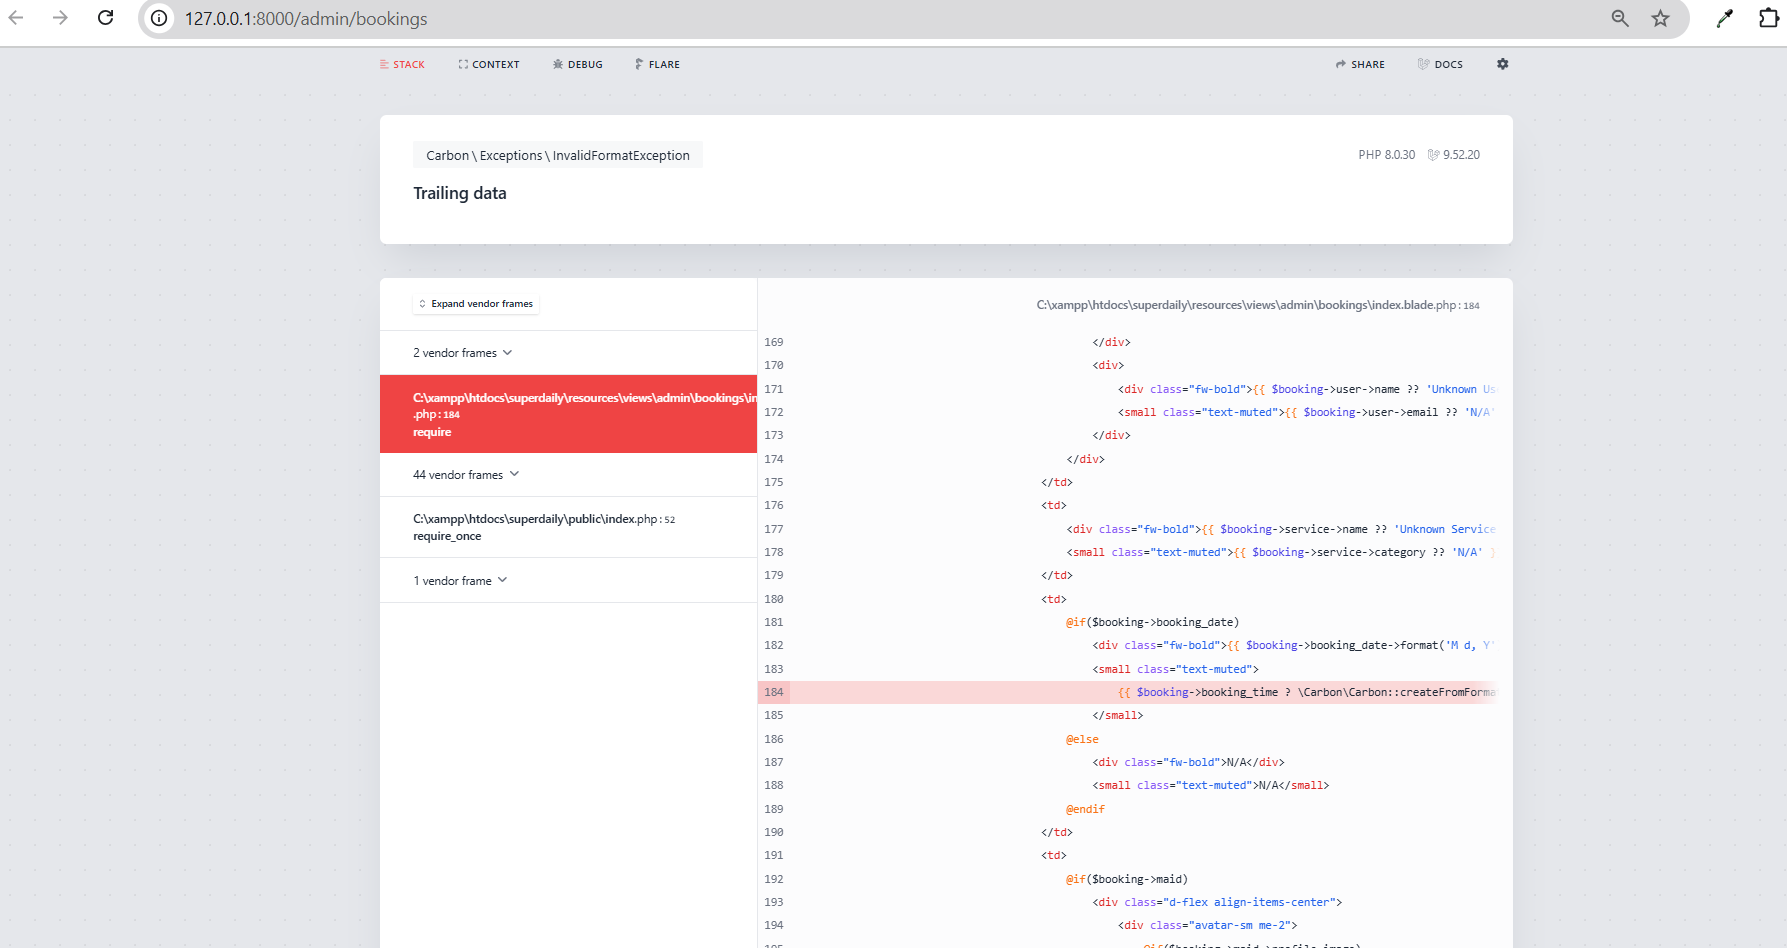 127.0.0.1:8000/admin/bookings
STACK CONTEXT DEBUG FLARE SHARE DOCS
Carbon\Exceptions\InvalidFormatException PHP 8.0.30 9.52.20
Trailing data
Expand vendor frames
2 vendor frames
C:\xampp\htdocs\superdaily\resources\views\admin\bookings\in
.php:184
require
44 vendor frames
C:\xampp\htdocs\superdaily\public\index.php:52
require_once
1 vendor frame
C:\xampp\htdocs\superdaily\resources\views\admin\bookings\index.blade.php:184
169 </div>
170 <div>
171 <div class="fw-bold">{{ $booking->user->name ?? 'Unknown Us
172 <small class="text-muted">{{ $booking->user->email ?? 'N/A'
173 </div>
174 </div>
175 </td>
176 <td>
177 <div class="fw-bold">{{ $booking->service->name ?? 'Unknown Service
178 <small class="text-muted">{{ $booking->service->category ?? 'N/A' }
179 </td>
180 <td>
181 @if($booking->booking_date)
182 <div class="fw-bold">{{ $booking->booking_date->format('M d, Y'
183 <small class="text-muted">
184 {{ $booking->booking_time ? \Carbon\Carbon::createFromForma
185 </small>
186 @else
187 <div class="fw-bold">N/A</div>
188 <small class="text-muted">N/A</small>
189 @endif
190 </td>
191 <td>
192 @if($booking->maid)
193 <div class="d-flex align-items-center">
194 <div class="avatar-sm me-2">